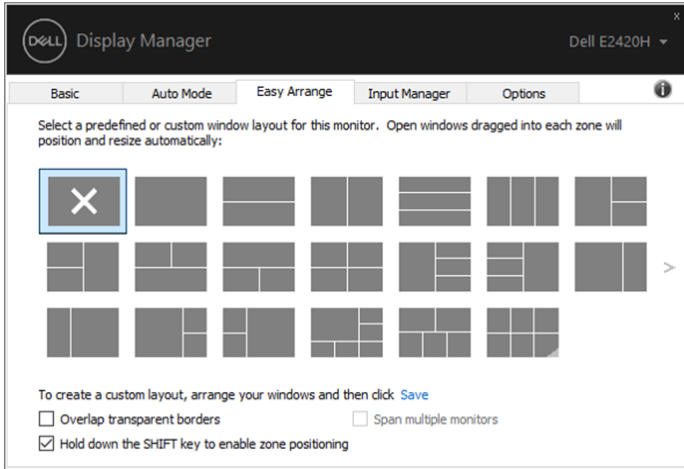 x
DELL Display Manager
Dell E2420H
Basic Auto Mode Easy Arrange Input Manager Options
Select a predefined or custom window layout for this monitor. Open windows dragged into each zone will
position and resize automatically:
>
To create a custom layout, arrange your windows and then click Save
Overlap transparent borders Span multiple monitors
Hold down the SHIFT key to enable zone positioning